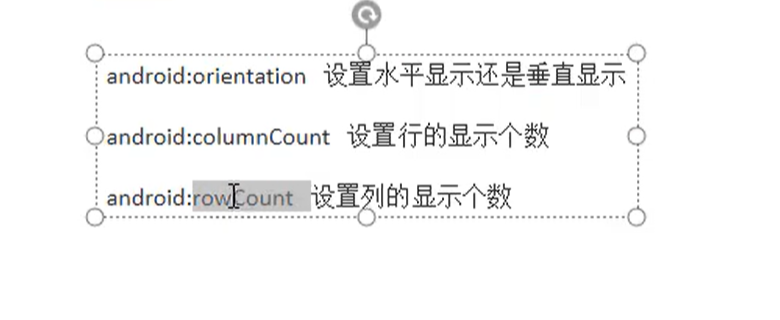 android:orientation 设置水平显示还是垂直显示
android:columnCount 设置行的显示个数
android:rowCount 设置列的显示个数